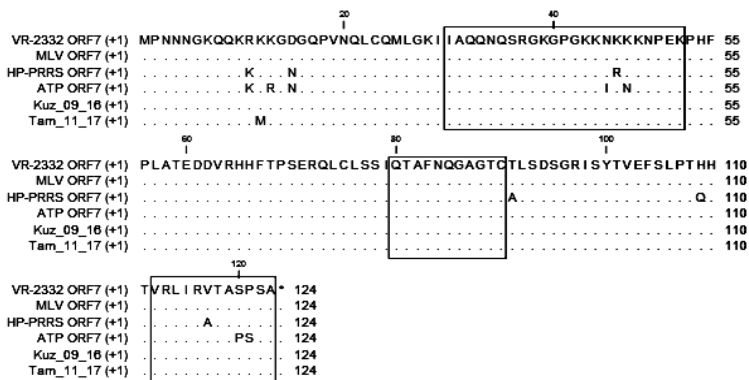 20 40
VR-2332 ORF7 (+1) MPNNNGKQQKRKKGDGQPVNQLCQMLGKIIAQQNQSRGKGPGKKNKKKNPEKPHF 55
MLV ORF7 (+1) ....................................................... 55
HP-PRRS ORF7 (+1) ..........K...N..............................R......... 55
ATP ORF7 (+1) ..........K.R.N.............................I.N........ 55
Kuz_09_16 (+1) ....................................................... 55
Tam_11_17 (+1) ...........M........................................... 55
60 80 100
VR-2332 ORF7 (+1) PLATEDDVRHHFTPSERQLCLSSIQTAFNQGAGTCTLSDSGRISYTVEFSLPTHH 110
MLV ORF7 (+1) ....................................................... 110
HP-PRRS ORF7 (+1) ...................................A.................Q. 110
ATP ORF7 (+1) ....................................................... 110
Kuz_09_16 (+1) ....................................................... 110
Tam_11_17 (+1) ....................................................... 110
120
VR-2332 ORF7 (+1) TVRLIRVTASPSA* 124
MLV ORF7 (+1) .............. 124
HP-PRRS ORF7 (+1) ......A....... 124
ATP ORF7 (+1) .........PS... 124
Kuz_09_16 (+1) .............. 124
Tam_11_17 (+1) .............. 124